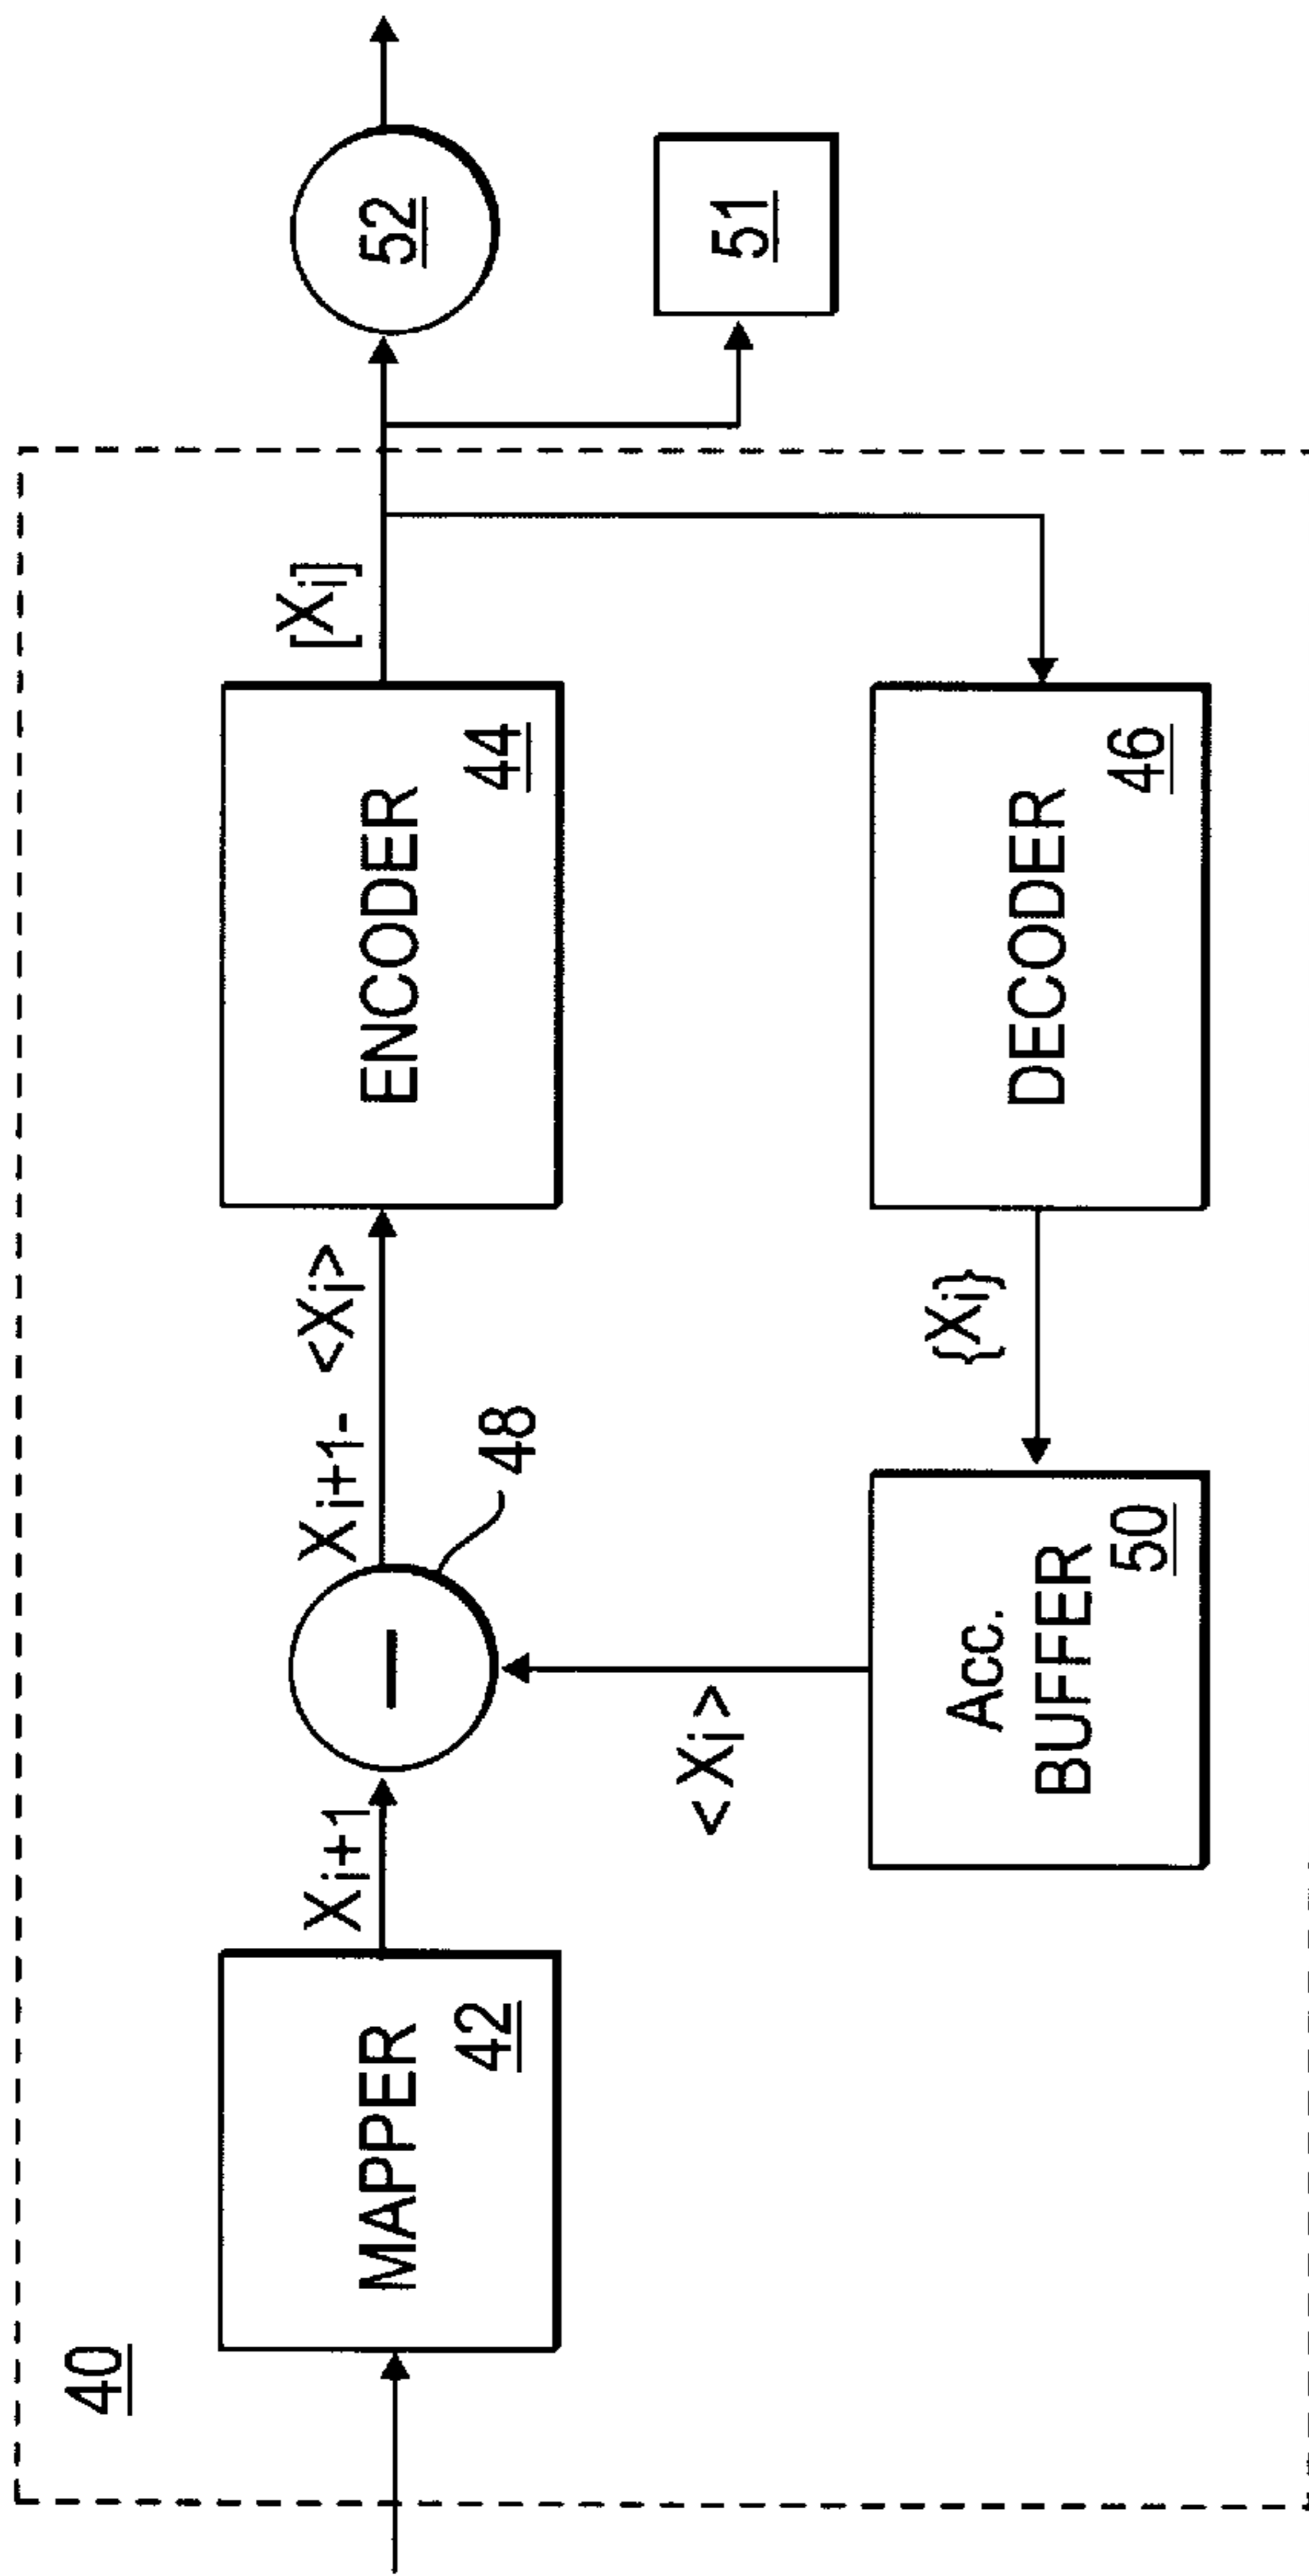 40
MAPPER
42
Xi+1
48
Xi+1- <Xi>
ENCODER
44
[Xi]
52
51
<Xi>
Acc.
BUFFER
50
{Xi}
DECODER
46